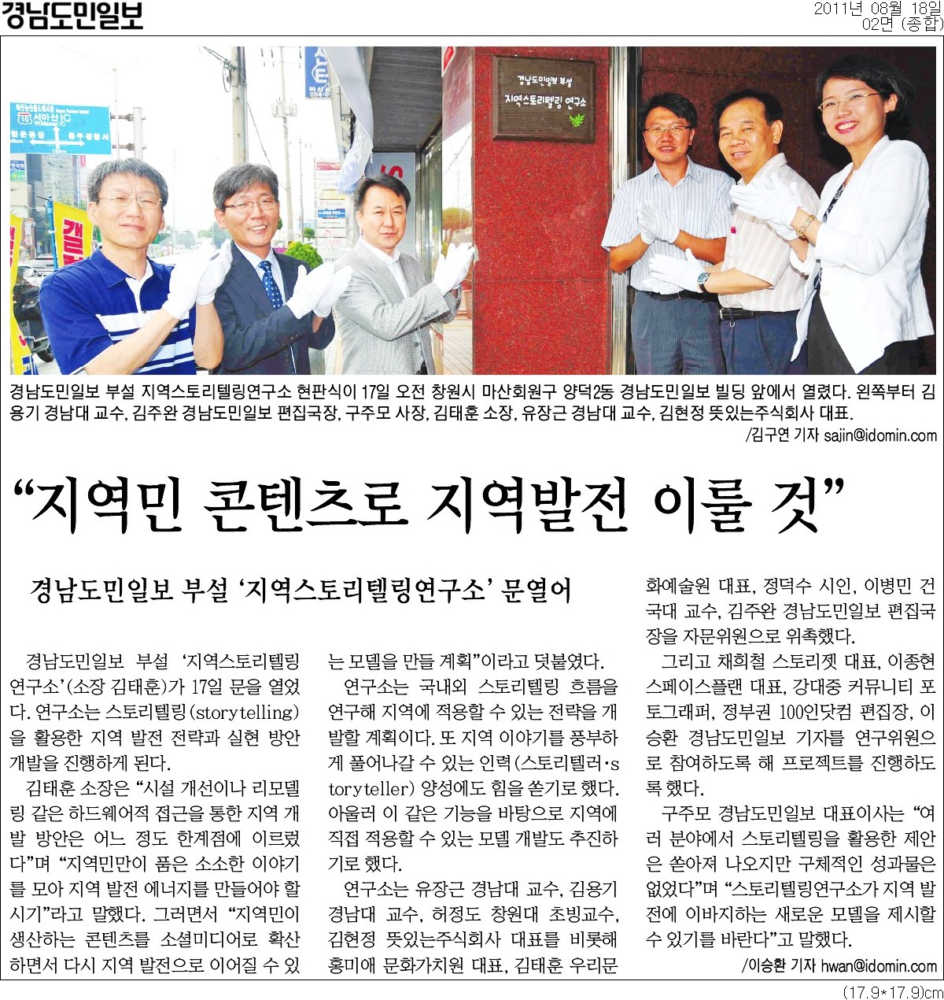 경남도민일보
2011년 08월 18일
02면 (종합)
서마산IC
W.Masan IC
150m
경남도민일보 부설
지역스토리텔링 연구소
경남도민일보 부설 지역스토리텔링연구소 현판식이 17일 오전 창원시 마산회원구 양덕2동 경남도민일보 빌딩 앞에서 열렸다. 왼쪽부터 김
용기 경남대 교수, 김주완 경남도민일보 편집국장, 구주모 사장, 김태훈 소장, 유장근 경남대 교수, 김현정 뜻있는주식회사 대표.
/김구연 기자 sajin@idomin.com
“지역민 콘텐츠로 지역발전 이룰 것”
경남도민일보 부설 ‘지역스토리텔링연구소’ 문열어
경남도민일보 부설 ‘지역스토리텔링
연구소’(소장 김태훈)가 17일 문을 열었
다. 연구소는 스토리텔링(storytelling)
을 활용한 지역 발전 전략과 실현 방안
개발을 진행하게 된다.
김태훈 소장은 “시설 개선이나 리모델
링 같은 하드웨어적 접근을 통한 지역 개
발 방안은 어느 정도 한계점에 이르렀
다”며 “지역민만이 품은 소소한 이야기
를 모아 지역 발전 에너지를 만들어야 할
시기”라고 말했다. 그러면서 “지역민이
생산하는 콘텐츠를 소셜미디어로 확산
하면서 다시 지역 발전으로 이어질 수 있
는 모델을 만들 계획”이라고 덧붙였다.
연구소는 국내외 스토리텔링 흐름을
연구해 지역에 적용할 수 있는 전략을 개
발할 계획이다. 또 지역 이야기를 풍부하
게 풀어나갈 수 있는 인력(스토리텔러·s
toryteller) 양성에도 힘을 쏟기로 했다.
아울러 이 같은 기능을 바탕으로 지역에
직접 적용할 수 있는 모델 개발도 추진하
기로 했다.
연구소는 유장근 경남대 교수, 김용기
경남대 교수, 허정도 창원대 초빙교수,
김현정 뜻있는주식회사 대표를 비롯해
홍미애 문화가치원 대표, 김태훈 우리문
화예술원 대표, 정덕수 시인, 이병민 건
국대 교수, 김주완 경남도민일보 편집국
장을 자문위원으로 위촉했다.
그리고 채희철 스토리젯 대표, 이종현
스페이스플랜 대표, 강대중 커뮤니티 포
토그래퍼, 정부권 100인닷컴 편집장, 이
승환 경남도민일보 기자를 연구위원으
로 참여하도록 해 프로젝트를 진행하도
록 했다.
구주모 경남도민일보 대표이사는 “여
러 분야에서 스토리텔링을 활용한 제안
은 쏟아져 나오지만 구체적인 성과물은
없었다”며 “스토리텔링연구소가 지역 발
전에 이바지하는 새로운 모델을 제시할
수 있기를 바란다”고 말했다.
/이승환 기자 hwan@idomin.com
(17.9*17.9)cm